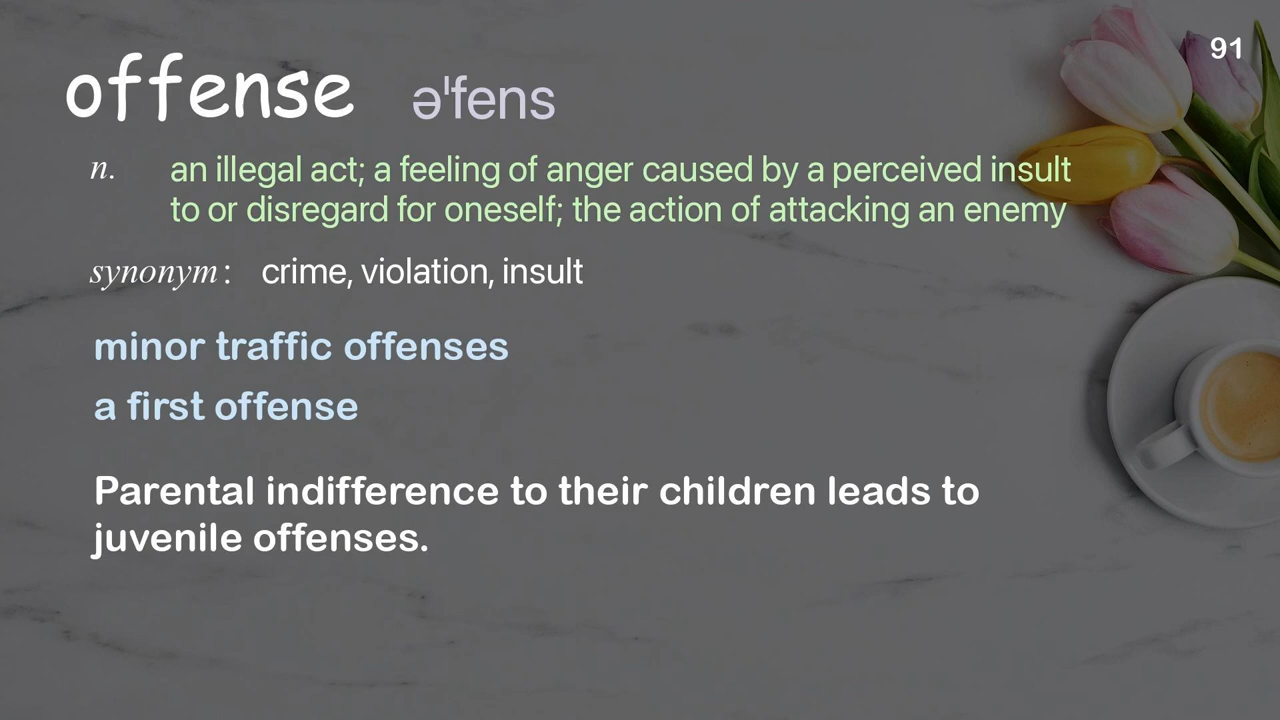 91
offense əˈfens
n. an illegal act; a feeling of anger caused by a perceived insult
to or disregard for oneself; the action of attacking an enemy
synonym : crime, violation, insult
minor traffic offenses
a first offense
Parental indifference to their children leads to
juvenile offenses.